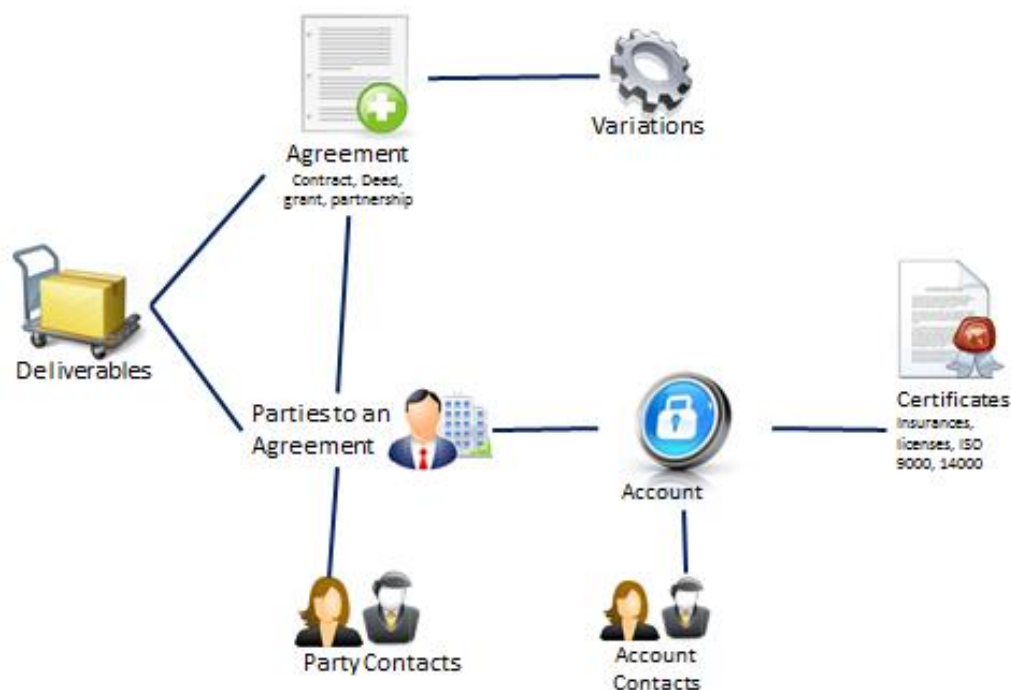 Agreement
Contract, Deed,
grant, partnership
Variations
Deliverables
Parties to an
Agreement
Account
Certificates
Insurances,
licenses, ISO
9000, 14000
Party Contacts
Account
Contacts